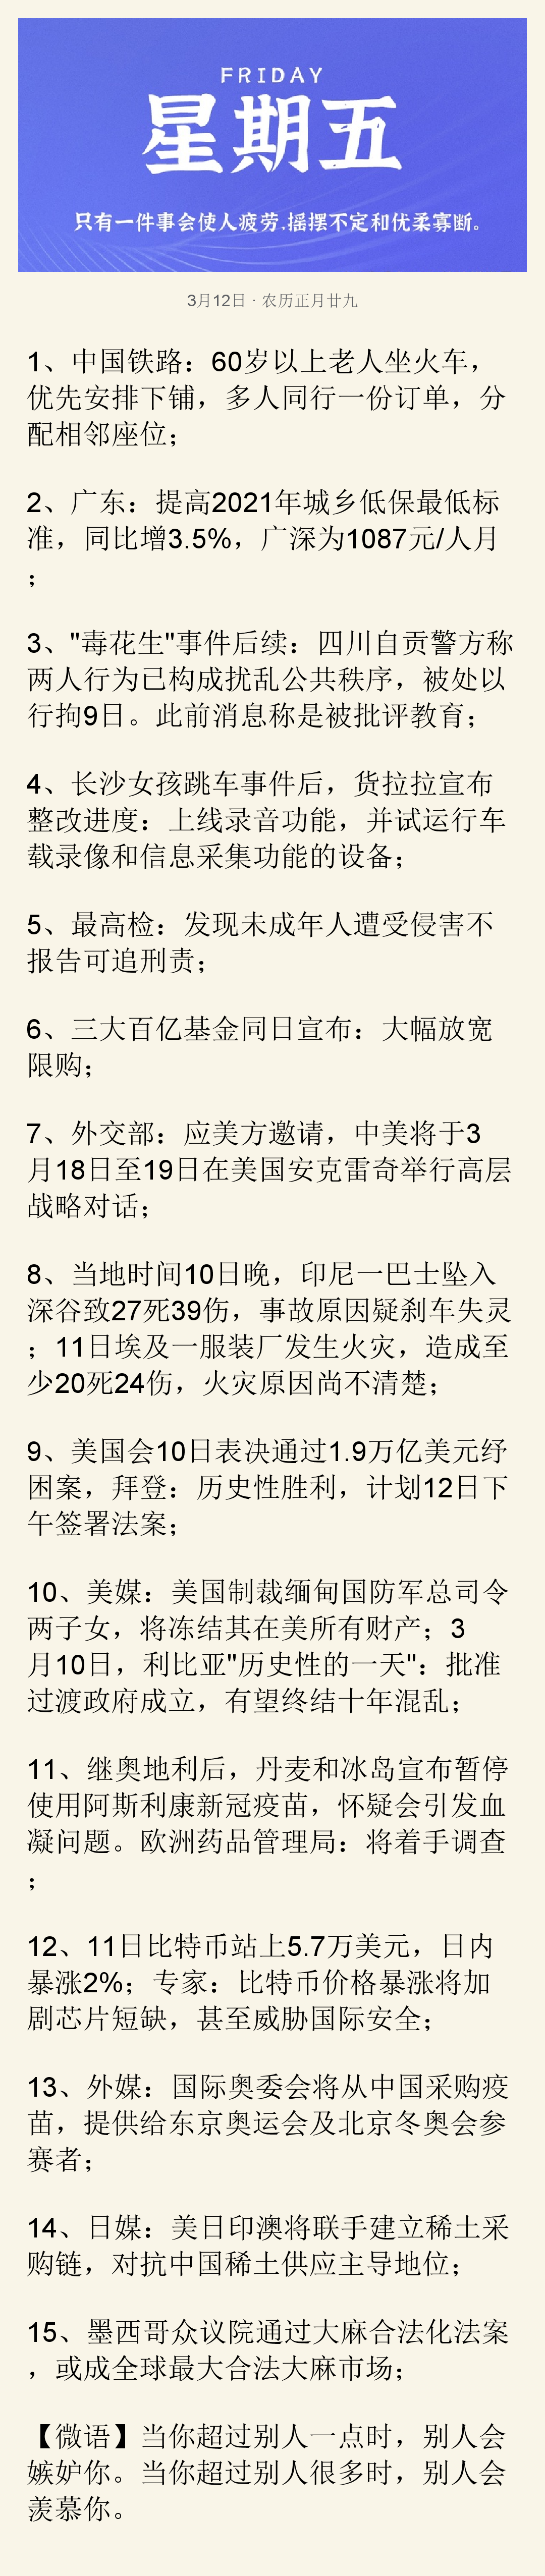 FRIDAY
星期五
只有一件事会使人疲劳,摇摆不定和优柔寡断。
3月12日 · 农历正月廿九
1、中国铁路：60岁以上老人坐火车，
优先安排下铺，多人同行一份订单，分
配相邻座位；
2、广东：提高2021年城乡低保最低标
准，同比增3.5%，广深为1087元/人月
；
3、"毒花生"事件后续：四川自贡警方称
两人行为已构成扰乱公共秩序，被处以
行拘9日。此前消息称是被批评教育；
4、长沙女孩跳车事件后，货拉拉宣布
整改进度：上线录音功能，并试运行车
载录像和信息采集功能的设备；
5、最高检：发现未成年人遭受侵害不
报告可追刑责；
6、三大百亿基金同日宣布：大幅放宽
限购；
7、外交部：应美方邀请，中美将于3
月18日至19日在美国安克雷奇举行高层
战略对话；
8、当地时间10日晚，印尼一巴士坠入
深谷致27死39伤，事故原因疑刹车失灵
；11日埃及一服装厂发生火灾，造成至
少20死24伤，火灾原因尚不清楚；
9、美国会10日表决通过1.9万亿美元纾
困案，拜登：历史性胜利，计划12日下
午签署法案；
10、美媒：美国制裁缅甸国防军总司令
两子女，将冻结其在美所有财产；3
月10日，利比亚"历史性的一天"：批准
过渡政府成立，有望终结十年混乱；
11、继奥地利后，丹麦和冰岛宣布暂停
使用阿斯利康新冠疫苗，怀疑会引发血
凝问题。欧洲药品管理局：将着手调查
；
12、11日比特币站上5.7万美元，日内
暴涨2%；专家：比特币价格暴涨将加
剧芯片短缺，甚至威胁国际安全；
13、外媒：国际奥委会将从中国采购疫
苗，提供给东京奥运会及北京冬奥会参
赛者；
14、日媒：美日印澳将联手建立稀土采
购链，对抗中国稀土供应主导地位；
15、墨西哥众议院通过大麻合法化法案
，或成全球最大合法大麻市场；
【微语】当你超过别人一点时，别人会
嫉妒你。当你超过别人很多时，别人会
羡慕你。